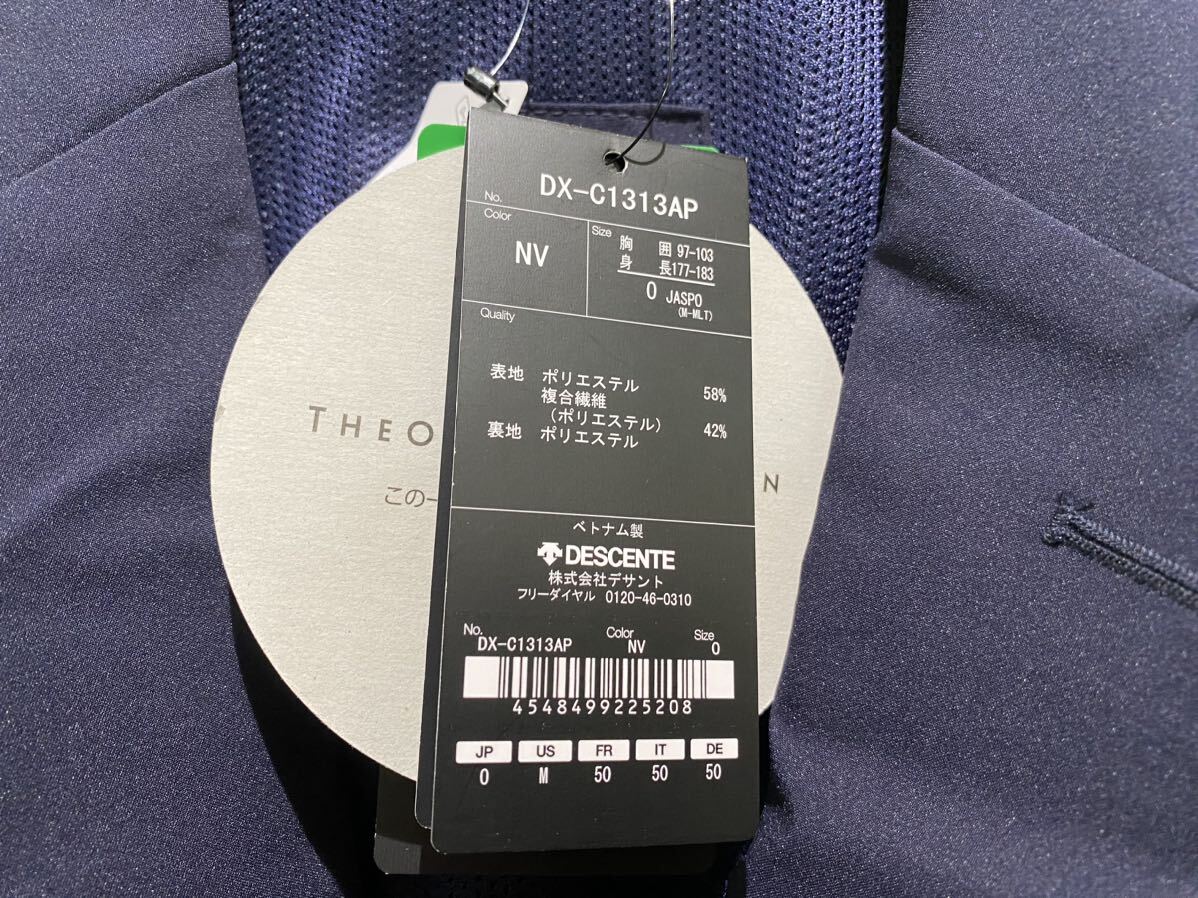 No. DX-C1313AP
Color
NV
Size
胸 囲 97-103
身 長177-183
O JASPO
(M-MLT)
Quality
表地 ポリエステル 58%
複合繊維
(ポリエステル) 42%
裏地 ポリエステル
ベトナム製
DESCENTE
株式会社デサント
フリーダイヤル 0120-46-0310
No. Color Size
DX-C1313AP NV O
4548499225208
JP US FR IT DE
O M 50 50 50
THEO
N
この